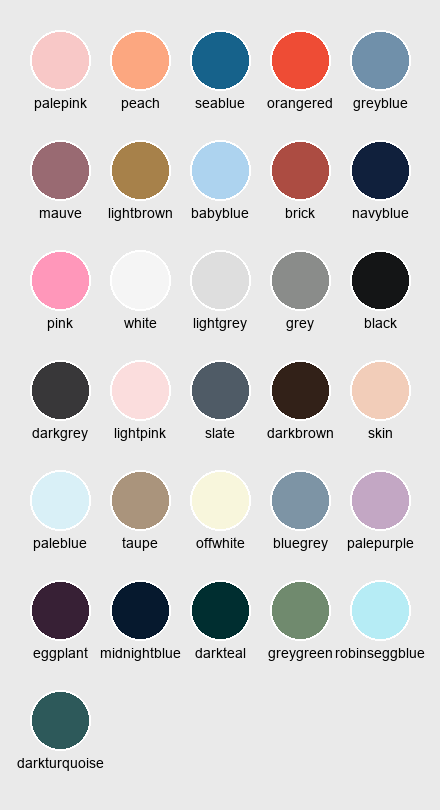 palepink peach seablue orangered greyblue
mauve lightbrown babyblue brick navyblue
pink white lightgrey grey black
darkgrey lightpink slate darkbrown skin
paleblue taupe offwhite bluegrey palepurple
eggplant midnightblue darkteal greygreen robinseggblue
darkturquoise